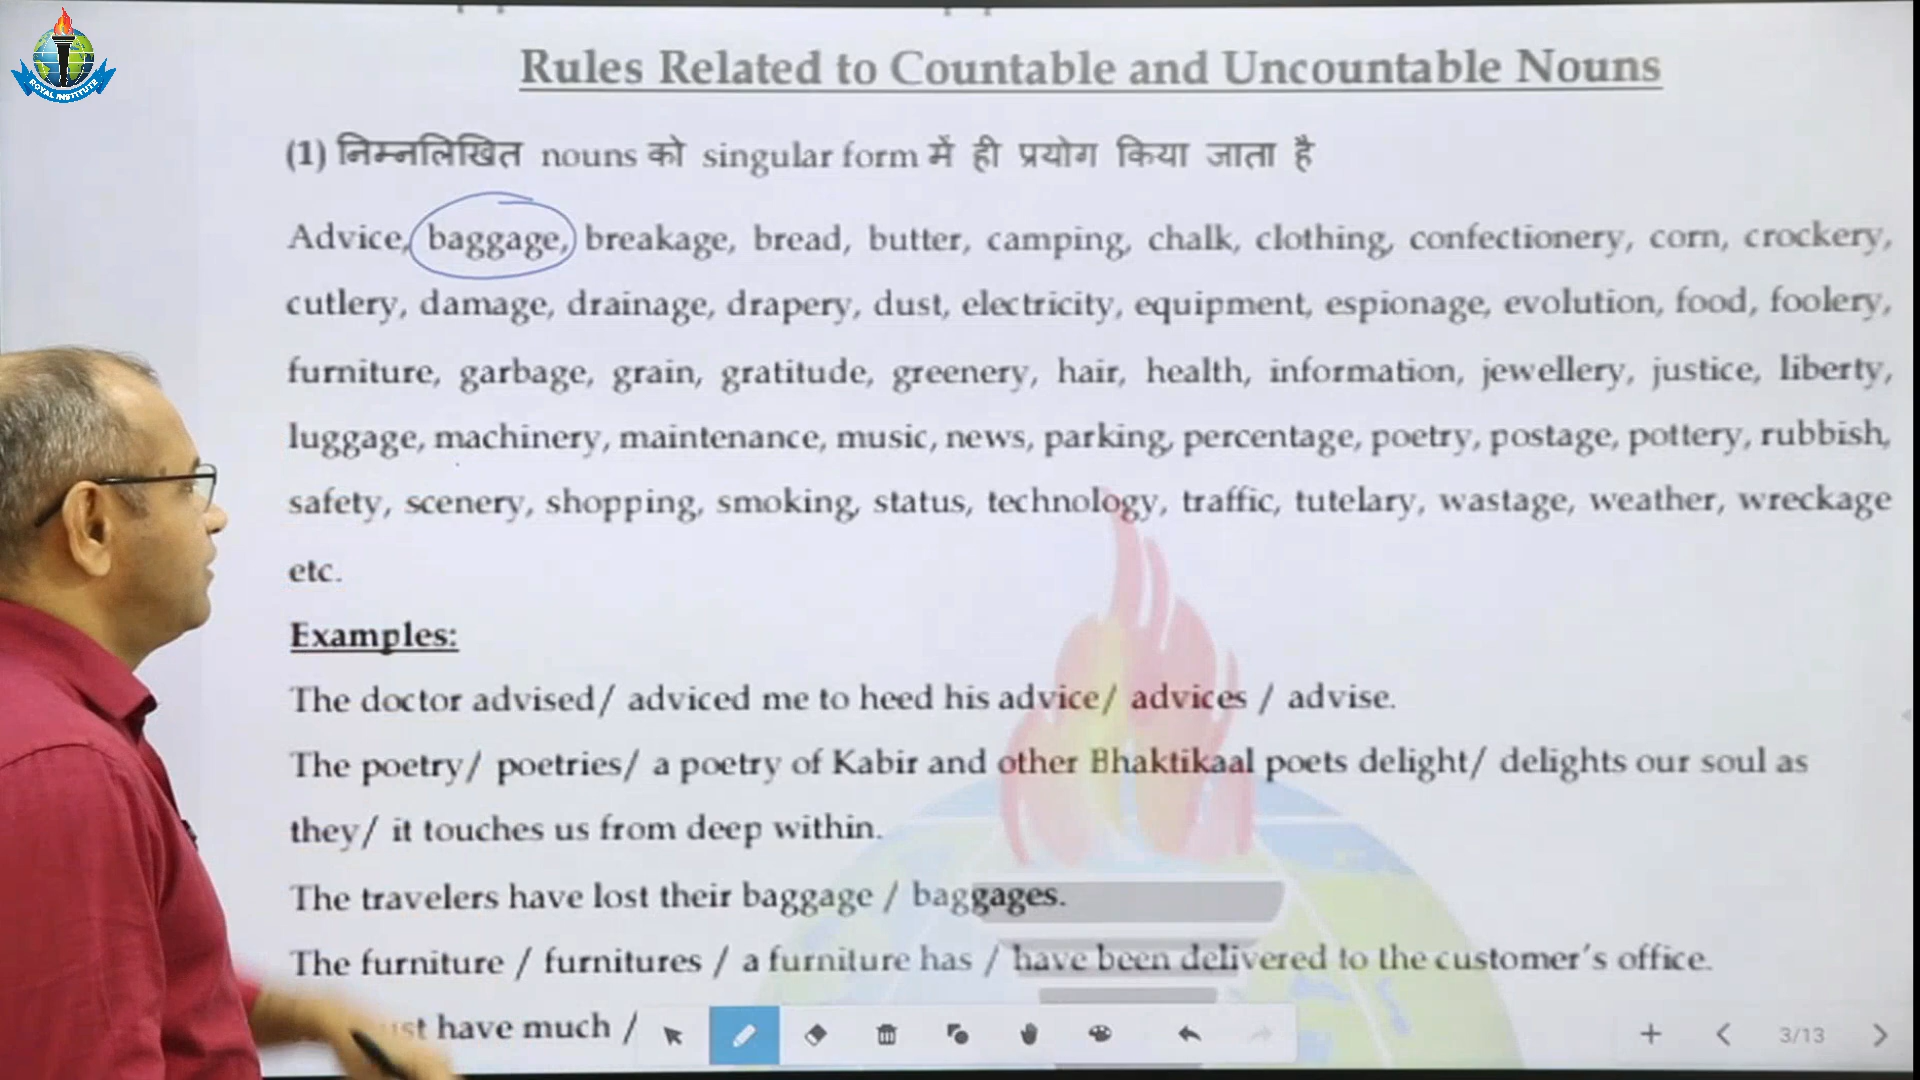 ROYAL INSTITUTE
Rules Related to Countable and Uncountable Nouns
(1) निम्नलिखित nouns को singular form में ही प्रयोग किया जाता है
Advice, baggage, breakage, bread, butter, camping, chalk, clothing, confectionery, corn, crockery,
cutlery, damage, drainage, drapery, dust, electricity, equipment, espionage, evolution, food, foolery,
furniture, garbage, grain, gratitude, greenery, hair, health, information, jewellery, justice, liberty,
luggage, machinery, maintenance, music, news, parking, percentage, poetry, postage, pottery, rubbish,
safety, scenery, shopping, smoking, status, technology, traffic, tutelary, wastage, weather, wreckage
etc.
Examples:
The doctor advised/ adviced me to heed his advice/ advices / advise.
The poetry/ poetries/ a poetry of Kabir and other Bhaktikaal poets delight/ delights our soul as
they/ it touches us from deep within.
The travelers have lost their baggage / baggages.
The furniture / furnitures / a furniture has / have been delivered to the customer's office.
have much /
3/13